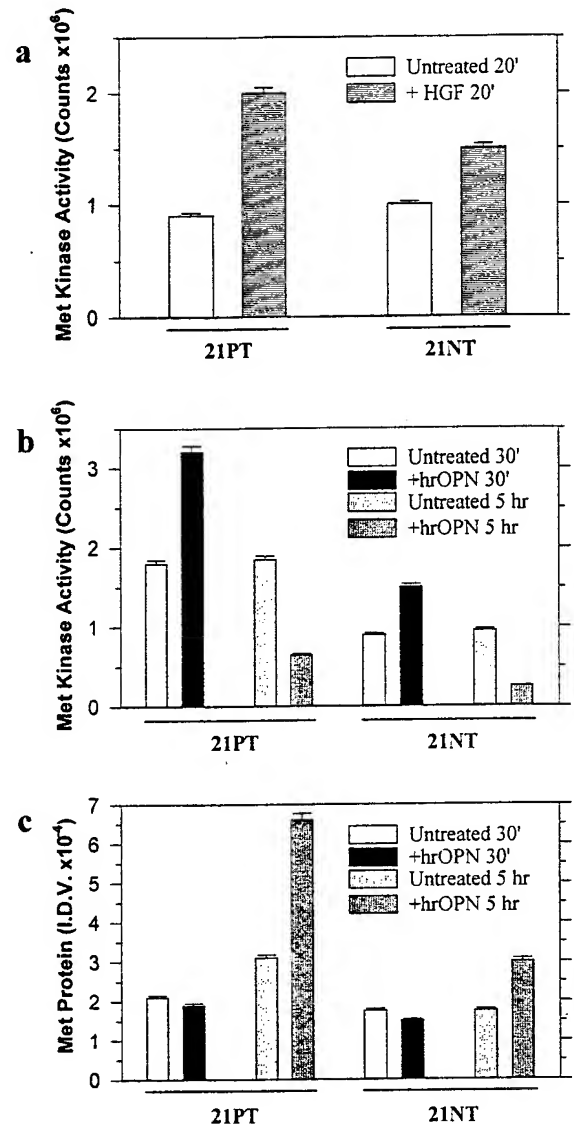 a
Met Kinase Activity (Counts x10⁶)
2
1
0
Untreated 20'
+ HGF 20'
21PT
21NT
b
Met Kinase Activity (Counts x10⁶)
3
2
1
0
Untreated 30'
+hrOPN 30'
Untreated 5 hr
+hrOPN 5 hr
21PT
21NT
c
Met Protein (I.D.V. x10⁻⁴)
7
6
5
4
3
2
1
0
Untreated 30'
+hrOPN 30'
Untreated 5 hr
+hrOPN 5 hr
21PT
21NT